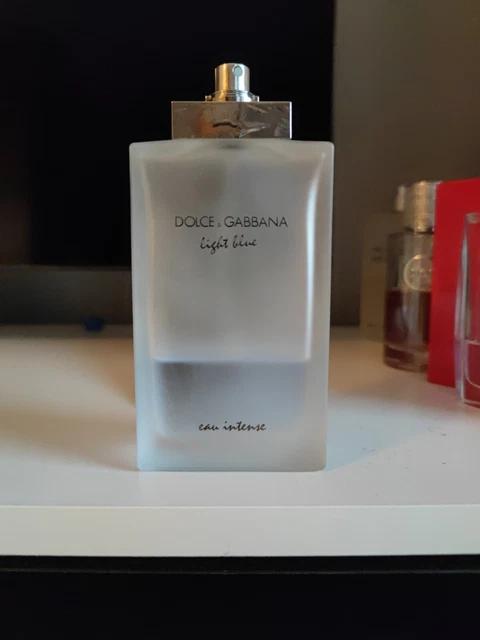 DOLCE & GABBANA
light blue
eau intense